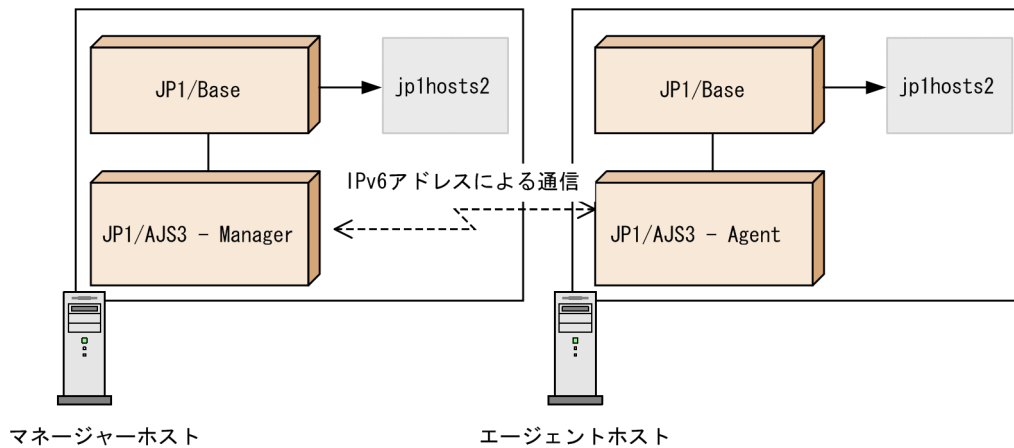 JP1/Base
jp1hosts2
JP1/Base
jp1hosts2
IPv6アドレスによる通信
JP1/AJS3 - Manager
JP1/AJS3 - Agent
マネージャーホスト
エージェントホスト